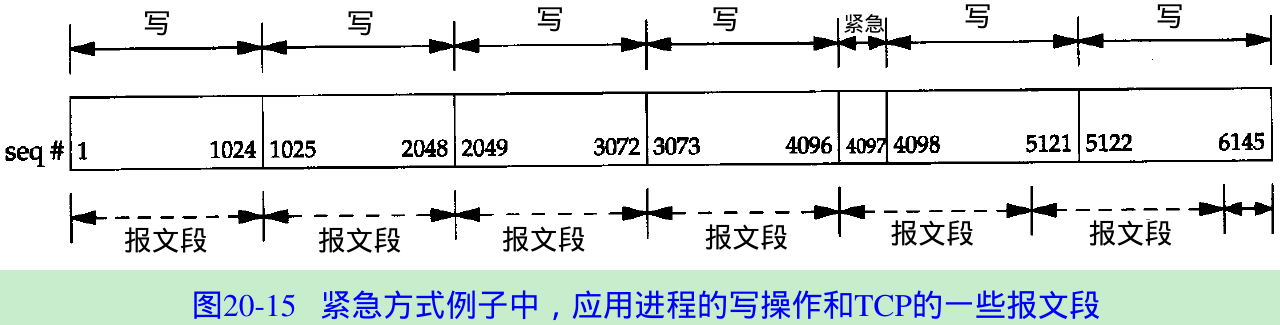 写 写 写 写 紧急 写 写
seq # 1 1024 1025 2048 2049 3072 3073 4096 4097 4098 5121 5122 6145
报文段 报文段 报文段 报文段 报文段 报文段
图20-15 紧急方式例子中，应用进程的写操作和TCP的一些报文段